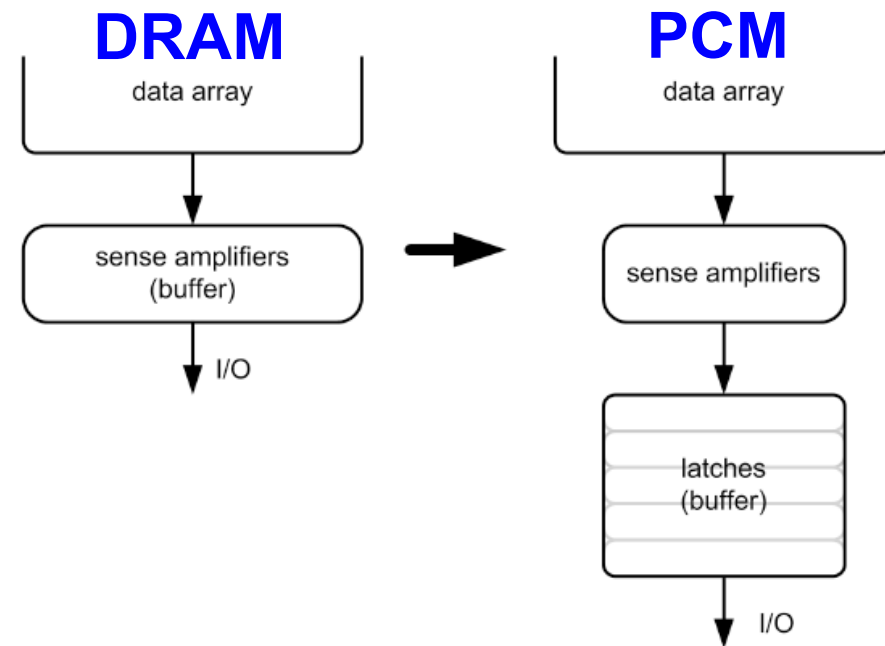 DRAM
data array
sense amplifiers
(buffer)
I/O
PCM
data array
sense amplifiers
latches
(buffer)
I/O